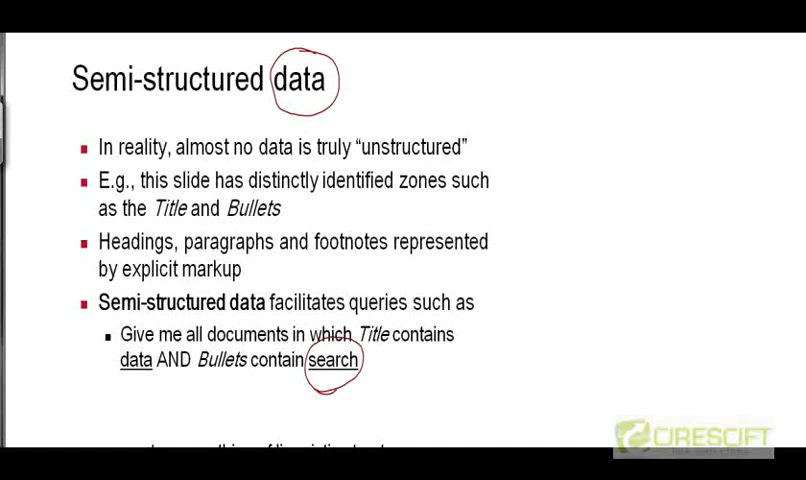 Semi-structured data
In reality, almost no data is truly “unstructured”
E.g., this slide has distinctly identified zones such
as the Title and Bullets
Headings, paragraphs and footnotes represented
by explicit markup
Semi-structured data facilitates queries such as
Give me all documents in which Title contains
data AND Bullets contain search